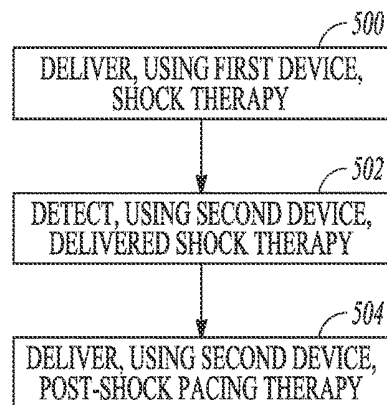 500
DELIVER, USING FIRST DEVICE,
SHOCK THERAPY
502
DETECT, USING SECOND DEVICE,
DELIVERED SHOCK THERAPY
504
DELIVER, USING SECOND DEVICE,
POST-SHOCK PACING THERAPY